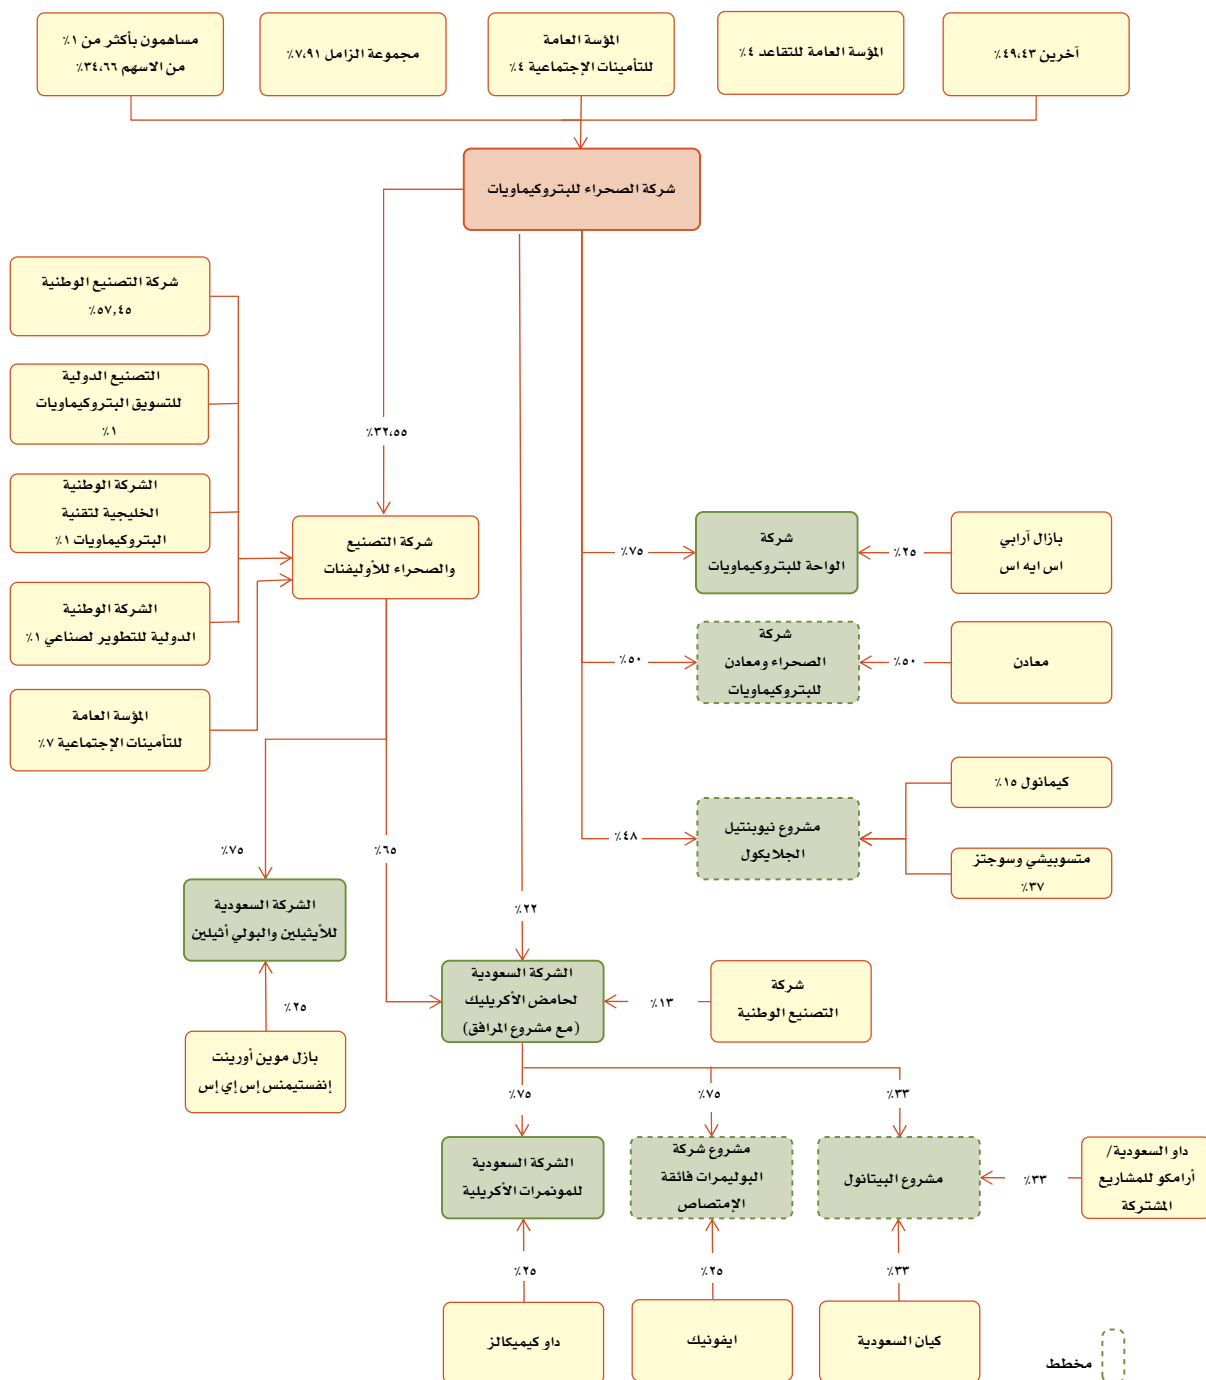 آخرين ٤٩،٤٣٪
المؤسة العامة للتقاعد ٤٪
المؤسة العامة
للتأمينات الإجتماعية ٤٪
مجموعة الزامل ٧،٩١٪
مساهمون بأكثر من ١٪
من الاسهم ٣٤،٦٦٪
شركة الصحراء للبتروكيماويات
شركة التصنيع الوطنية
٥٧,٤٥٪
التصنيع الدولية
للتسويق البتروكيماويات
١٪
الشركة الوطنية
الخليجية لتقنية
البتروكيماويات ١٪
الشركة الوطنية
الدولية للتطوير لصناعي ١٪
المؤسة العامة
للتأمينات الإجتماعية ٧٪
٣٢،٥٥٪
شركة التصنيع
والصحراء للأوليفنات
بازال آرابي
اس ايه اس
٢٥٪
شركة
الواحة للبتروكيماويات
٧٥٪
معادن
٥٠٪
شركة
الصحراء ومعادن
للبتروكيماويات
٥٠٪
كيمانول ١٥٪
متسوبيشي وسوجتز
٣٧٪
مشروع نيوبنتيل
الجلايكول
٤٨٪
٢٢٪
٦٥٪
٧٥٪
الشركة السعودية
للأيثيلين والبولي أثيلين
٢٥٪
بازل موين أورينت
إنفستيمنس إس إي إس
شركة
التصنيع الوطنية
١٣٪
الشركة السعودية
لحامض الأكريليك
(مع مشروع المرافق)
٣٣٪
٧٥٪
٧٥٪
داو السعودية/
أرامكو للمشاريع
المشتركة
٣٣٪
مشروع البيتانول
مشروع شركة
البوليمرات فائقة
الإمتصاص
الشركة السعودية
للمونمرات الأكريلية
٣٣٪
٢٥٪
٢٥٪
كيان السعودية
ايفونيك
داو كيميكالز
مخطط